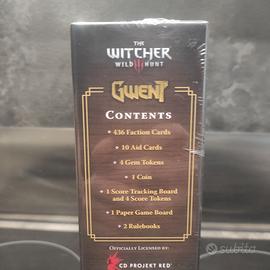 THE
WITCHER
WILD HUNT
GWENT
CONTENTS
• 436 FACTION CARDS
• 10 AID CARDS
• 4 GEM TOKENS
• 1 COIN
• 1 SCORE TRACKING BOARD
AND 4 SCORE TOKENS
• 1 PAPER GAME BOARD
• 2 RULEBOOKS
OFFICIALLY LICENSED BY:
CD PROJEKT RED
subito